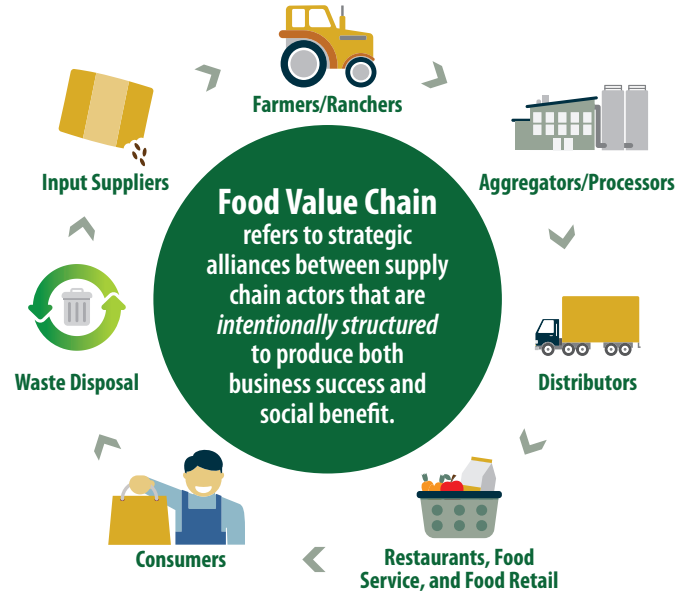 Farmers/Ranchers
Aggregators/Processors
Distributors
Restaurants, Food
Service, and Food Retail
Consumers
Waste Disposal
Input Suppliers
Food Value Chain
refers to strategic
alliances between supply
chain actors that are
intentionally structured
to produce both
business success and
social benefit.